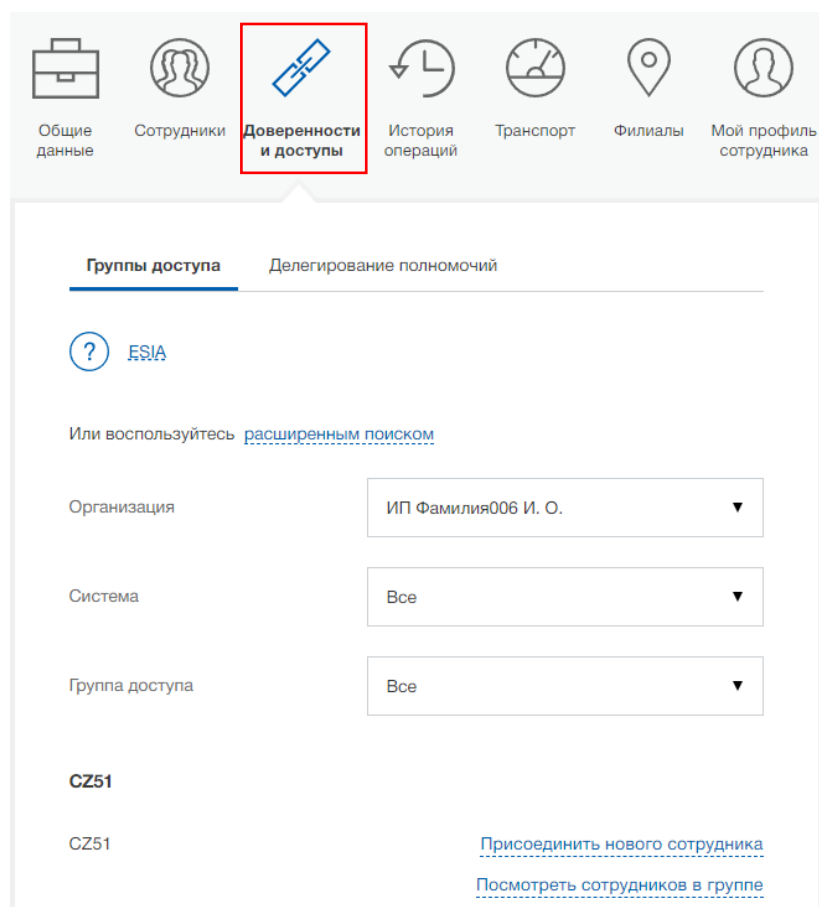 Общие данные
Сотрудники
Доверенности и доступы
История операций
Транспорт
Филиалы
Мой профиль сотрудника
Группы доступа
Делегирование полномочий
? ESIA
Или воспользуйтесь расширенным поиском
Организация
ИП Фамилия006 И. О.
Система
Все
Группа доступа
Все
CZ51
CZ51
Присоединить нового сотрудника
Посмотреть сотрудников в группе